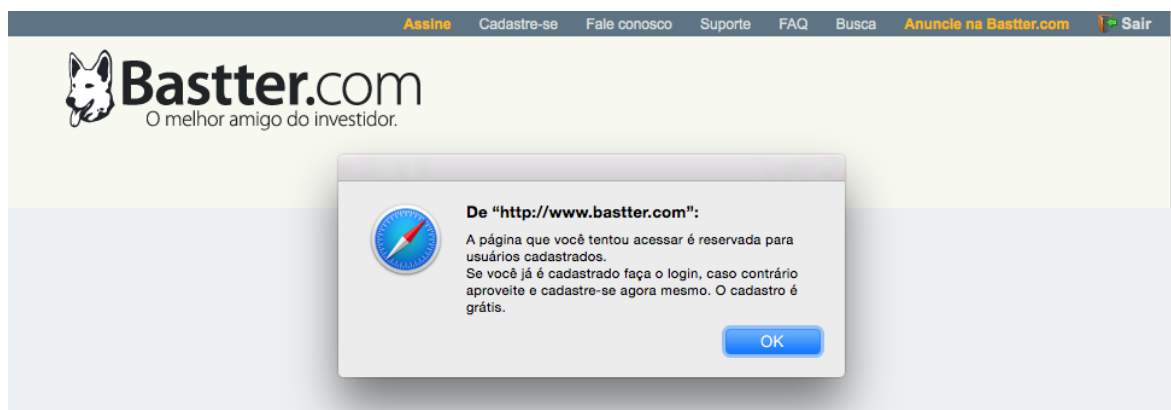 Assine Cadastre-se Fale conosco Suporte FAQ Busca Anuncie na Bastter.com Sair
Bastter.com
O melhor amigo do investidor.
De “http://www.bastter.com”:
A página que você tentou acessar é reservada para
usuários cadastrados.
Se você já é cadastrado faça o login, caso contrário
aproveite e cadastre-se agora mesmo. O cadastro é
grátis.
OK